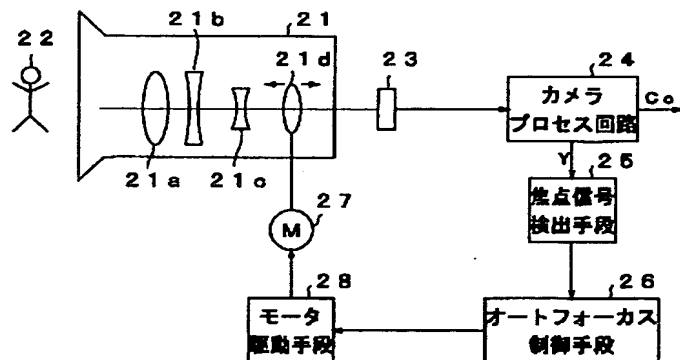 21b
21
22
21d
23
24
カメラ
プロセス回路
Co
Y
25
焦点信号
検出手段
21a
21c
27
M
28
モータ
駆動手段
26
オートフォーカス
制御手段